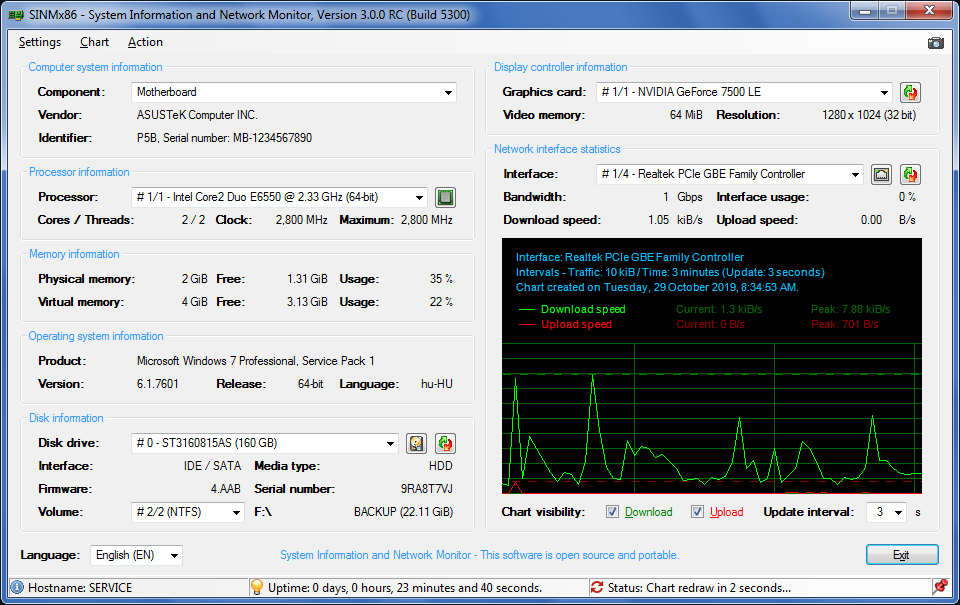 SINMx86 - System Information and Network Monitor, Version 3.0.0 RC (Build 5300)
Settings Chart Action
Computer system information
Component: Motherboard
Vendor: ASUSTeK Computer INC.
Identifier: P5B, Serial number: MB-1234567890
Processor information
Processor: # 1/1 - Intel Core2 Duo E6550 @ 2.33 GHz (64-bit)
Cores / Threads: 2 / 2 Clock: 2,800 MHz Maximum: 2,800 MHz
Memory information
Physical memory: 2 GiB Free: 1.31 GiB Usage: 35 %
Virtual memory: 4 GiB Free: 3.13 GiB Usage: 22 %
Operating system information
Product: Microsoft Windows 7 Professional, Service Pack 1
Version: 6.1.7601 Release: 64-bit Language: hu-HU
Disk information
Disk drive: # 0 - ST3160815AS (160 GB)
Interface: IDE / SATA Media type: HDD
Firmware: 4.AAB Serial number: 9RA8T7VJ
Volume: # 2/2 (NTFS) F:\ BACKUP (22.11 GiB)
Display controller information
Graphics card: # 1/1 - NVIDIA GeForce 7500 LE
Video memory: 64 MiB Resolution: 1280 x 1024 (32 bit)
Network interface statistics
Interface: # 1/4 - Realtek PCIe GBE Family Controller
Bandwidth: 1 Gbps Interface usage: 0 %
Download speed: 1.05 kiB/s Upload speed: 0.00 B/s
Interface: Realtek PCIe GBE Family Controller
Intervals - Traffic: 10 kiB / Time: 3 minutes (Update: 3 seconds)
Chart created on Tuesday, 29 October 2019, 8:34:53 AM.
Download speed Current: 1.3 kiB/s Peak: 7.88 kiB/s
Upload speed Current: 0 B/s Peak: 701 B/s
Chart visibility: Download Upload Update interval: 3 s
Language: English (EN) System Information and Network Monitor - This software is open source and portable. Exit
Hostname: SERVICE Uptime: 0 days, 0 hours, 23 minutes and 40 seconds. Status: Chart redraw in 2 seconds...